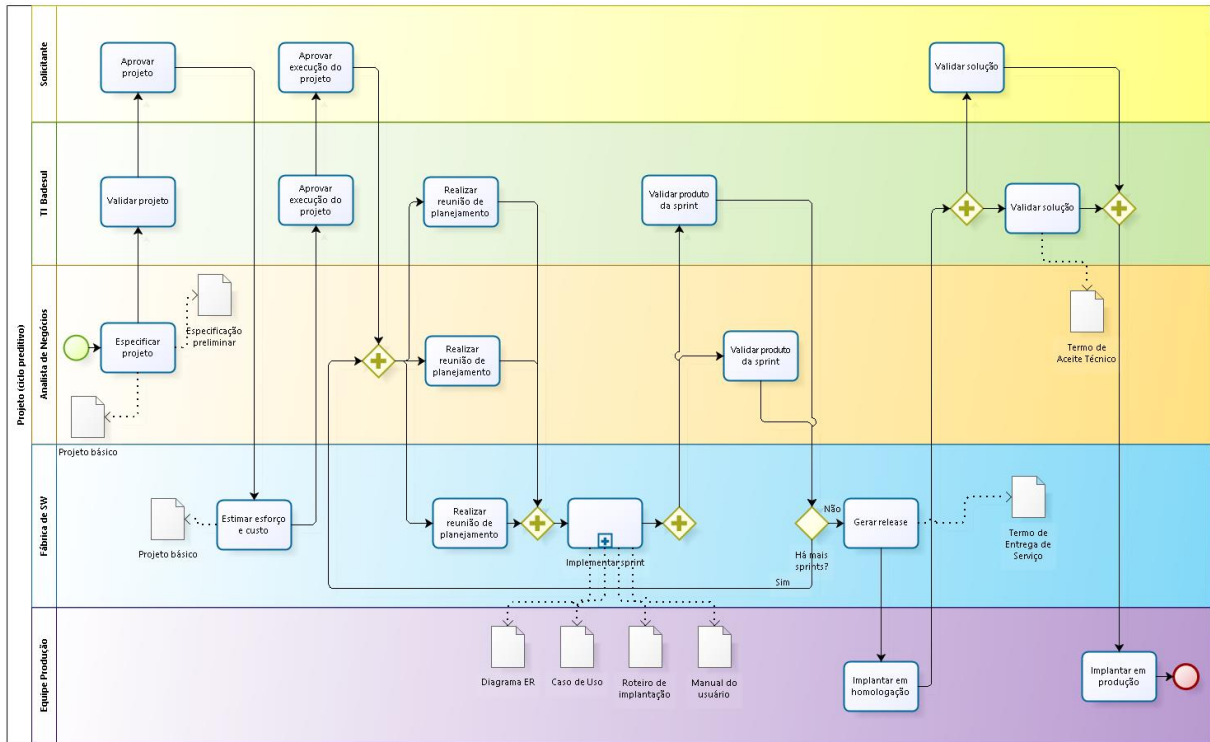 Projeto (ciclo preditivo)
Solicitante
Aprovar
projeto
Aprovar
execução do
projeto
Validar solução
TI Badesul
Validar projeto
Aprovar
execução do
projeto
Realizar
reunião de
planejamento
Validar produto
da sprint
Validar solução
Analista de Negócios
Especificar
projeto
Especificação
preliminar
Projeto básico
Realizar
reunião de
planejamento
Validar produto
da sprint
Termo de
Aceite Técnico
Fábrica de SW
Projeto básico
Estimar esforço
e custo
Realizar
reunião de
planejamento
Implementar sprint
Há mais
sprints?
Não
Sim
Gerar release
Termo de
Entrega de
Serviço
Equipe Produção
Diagrama ER
Caso de Uso
Roteiro de
implantação
Manual do
usuário
Implantar em
homologação
Implantar em
produção